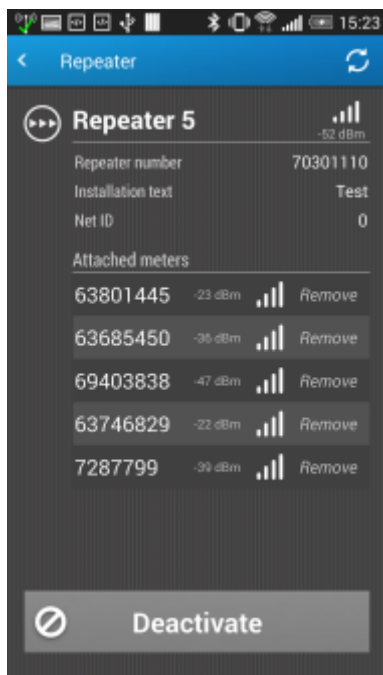 15:23
Repeater
Repeater 5
-52 dBm
Repeater number 70301110
Installation text Test
Net ID 0
Attached meters
63801445 -23 dBm Remove
63685450 -36 dBm Remove
69403838 -47 dBm Remove
63746829 -22 dBm Remove
7287799 -39 dBm Remove
Deactivate